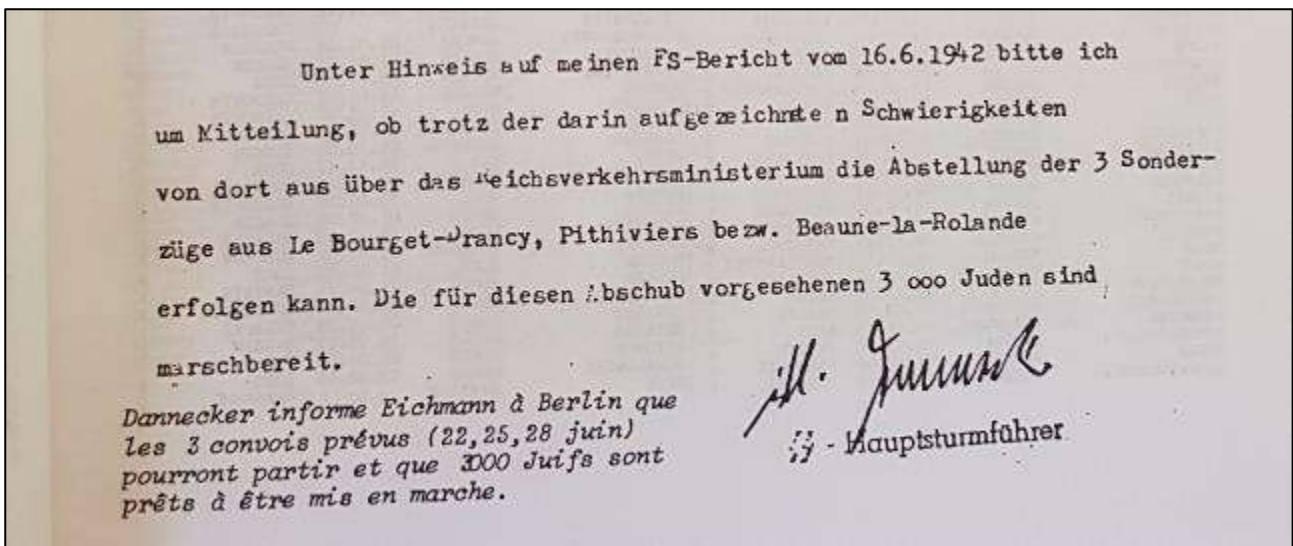 Unter Hinweis auf meinen FS-Bericht vom 16.6.1942 bitte ich
um Mitteilung, ob trotz der darin aufgezeichnete n Schwierigkeiten
von dort aus über das Reichsverkehrsministerium die Abstellung der 3 Sonder-
züge aus Le Bourget-Drancy, Pithiviers bezw. Beaune-la-Rolande
erfolgen kann. Die für diesen Abschub vorgesehenen 3 ooo Juden sind
marschbereit.
Dannecker informe Eichmann à Berlin que
les 3 convois prévus (22,25,28 juin)
pourront partir et que 3000 Juifs sont
prêts à être mis en marche.
SS - Hauptsturmführer